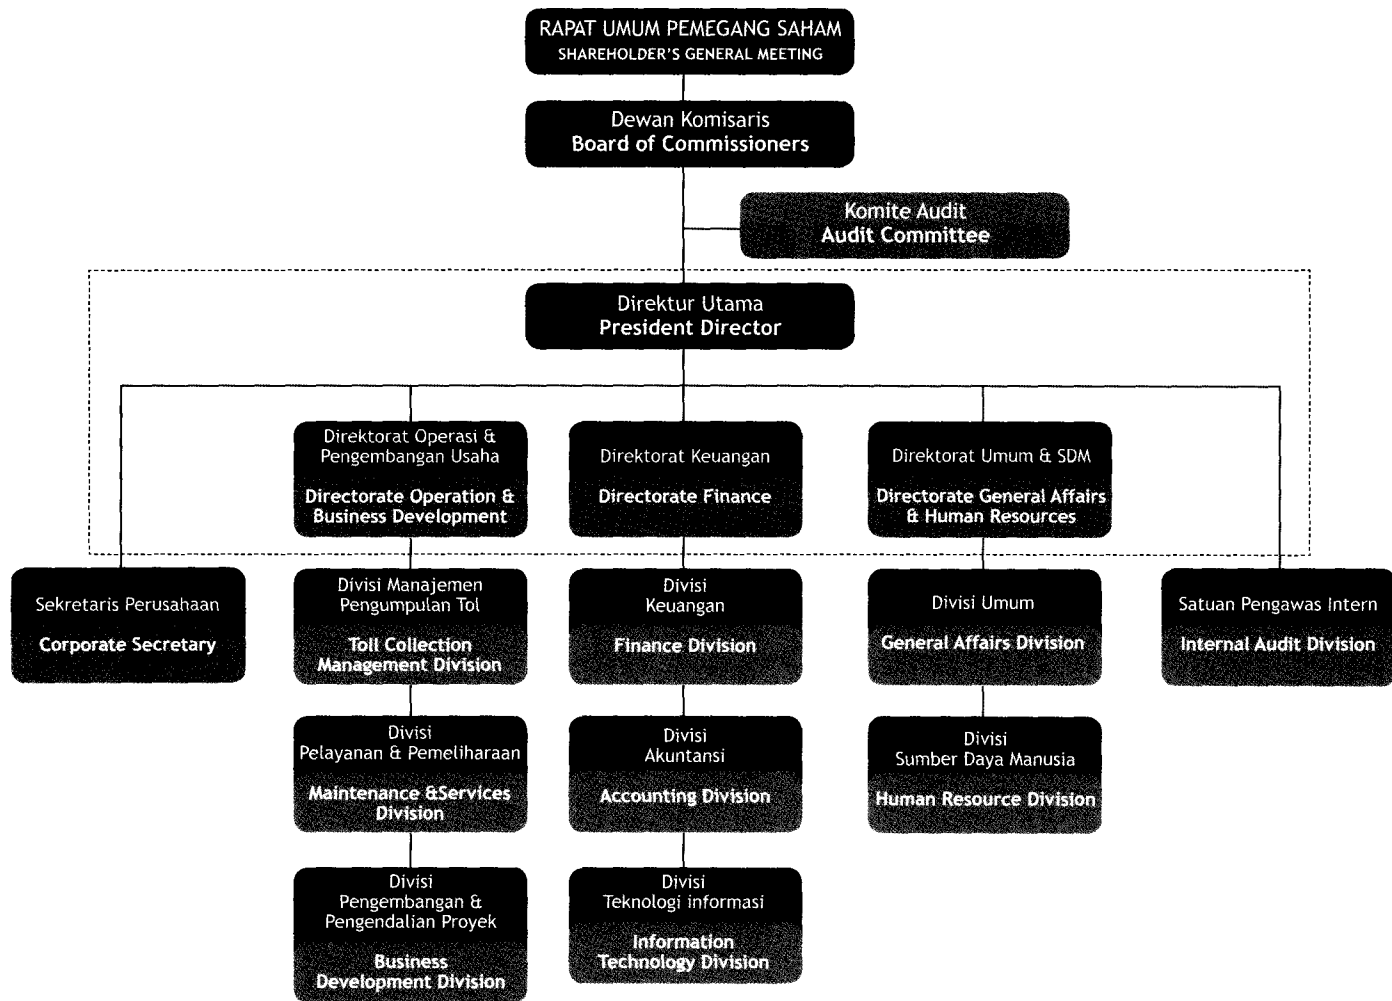 RAPAT UMUM PEMEGANG SAHAM
SHAREHOLDER'S GENERAL MEETING
Dewan Komisaris
Board of Commissioners
Komite Audit
Audit Committee
Direktur Utama
President Director
Direktorat Operasi &
Pengembangan Usaha
Directorate Operation &
Business Development
Direktorat Keuangan
Directorate Finance
Direktorat Umum & SDM
Directorate General Affairs
& Human Resources
Sekretaris Perusahaan
Corporate Secretary
Divisi Manajemen
Pengumpulan Tol
Toll Collection
Management Division
Divisi
Keuangan
Finance Division
Divisi Umum
General Affairs Division
Satuan Pengawas Intern
Internal Audit Division
Divisi
Pelayanan & Pemeliharaan
Maintenance &Services
Division
Divisi
Akuntansi
Accounting Division
Divisi
Sumber Daya Manusia
Human Resource Division
Divisi
Pengembangan &
Pengendalian Proyek
Business
Development Division
Divisi
Teknologi informasi
Information
Technology Division